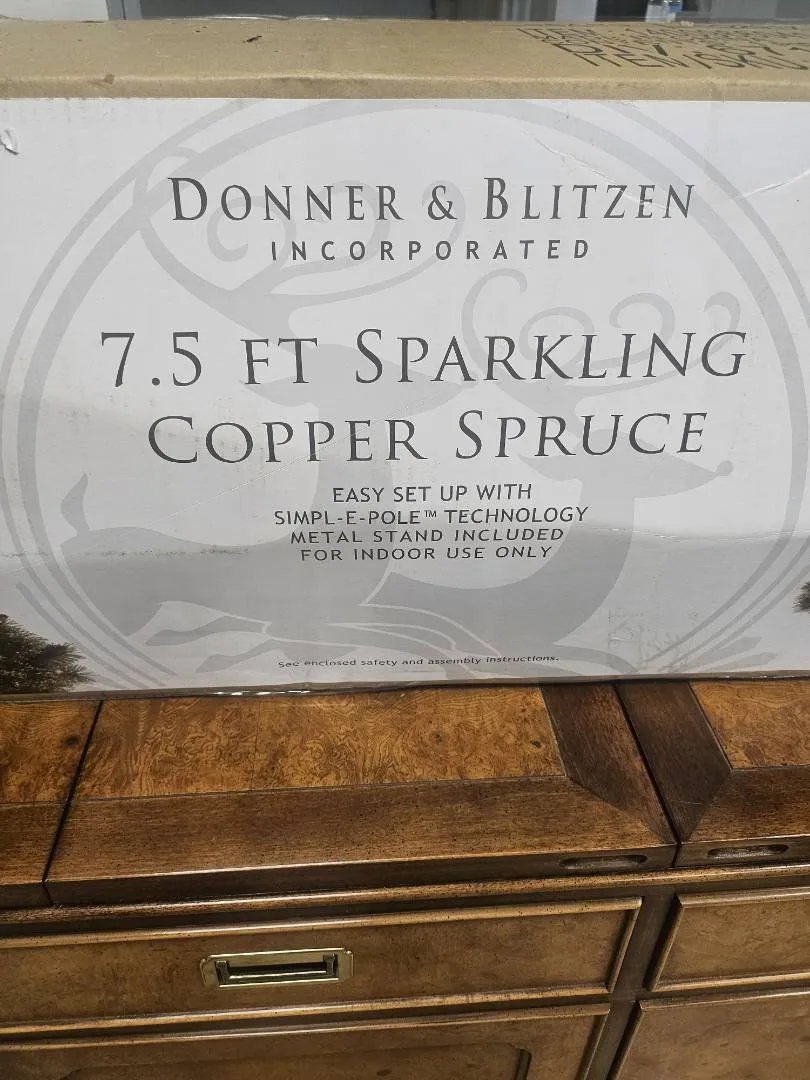 DONNER & BLITZEN
INCORPORATED
7.5 FT SPARKLING
COPPER SPRUCE
EASY SET UP WITH
SIMPL-E-POLE™ TECHNOLOGY
METAL STAND INCLUDED
FOR INDOOR USE ONLY
See enclosed safety and assembly instructions.